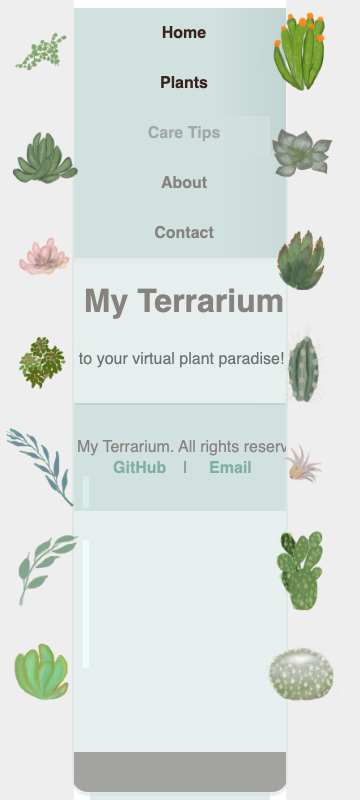 Home
Plants
Care Tips
About
Contact
My Terrarium
to your virtual plant paradise!
My Terrarium. All rights
GitHub | Email